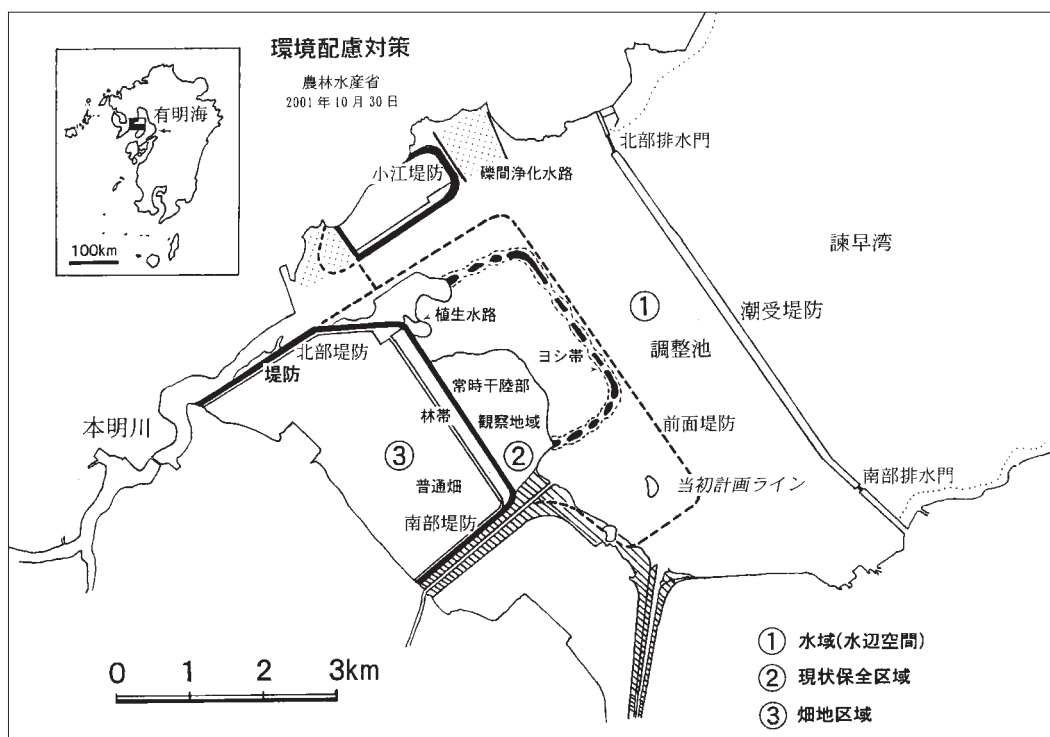 環境配慮対策
農林水産省
2001年10月30日
有明海
100km
北部排水門
小江堤防
礫間浄化水路
諫早湾
①
潮受堤防
調整池
植生水路
ヨシ帯
北部堤防
堤防
常時干陸部
林帯
観察地域
本明川
前面堤防
③
②
普通畑
南部排水門
当初計画ライン
南部堤防
0 1 2 3km
① 水域(水辺空間)
② 現状保全区域
③ 畑地区域